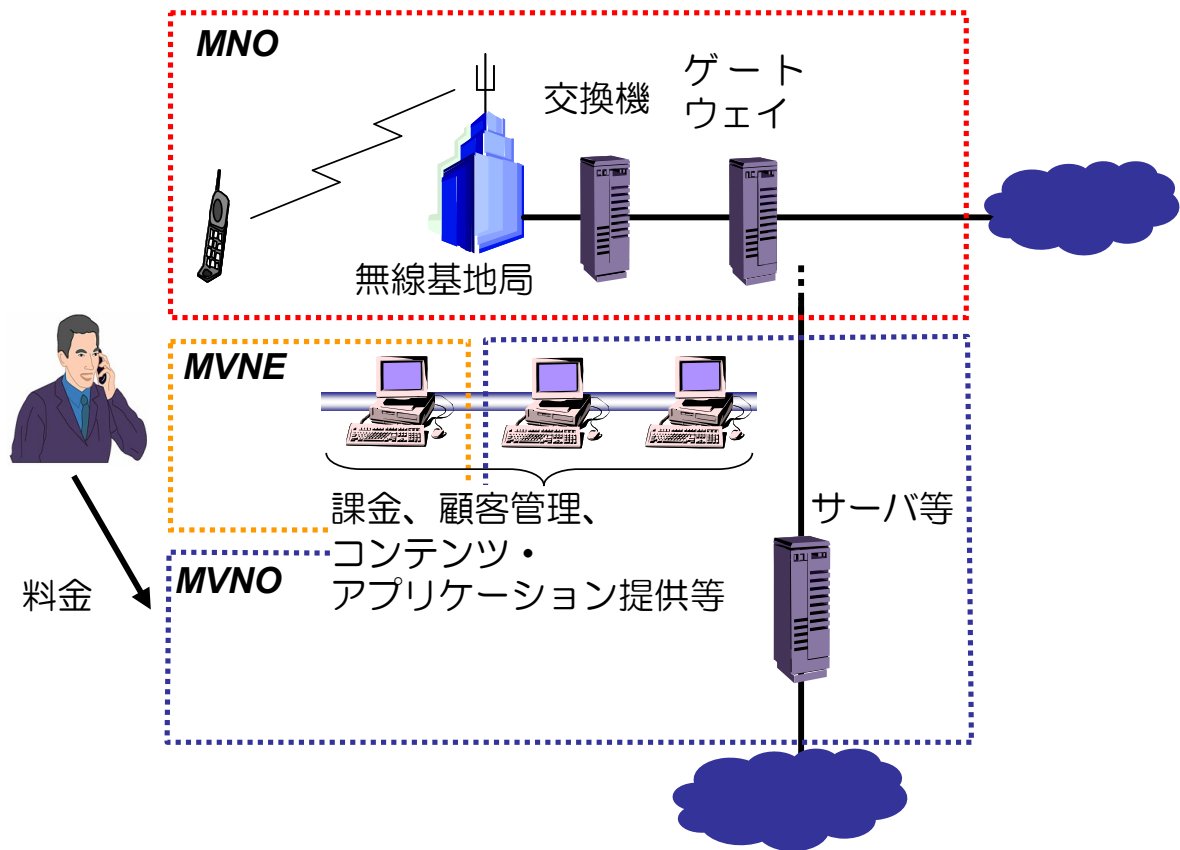 MNO
交換機
ゲート
ウェイ
無線基地局
MVNE
課金、顧客管理、
コンテンツ・
アプリケーション提供等
サーバ等
MVNO
料金